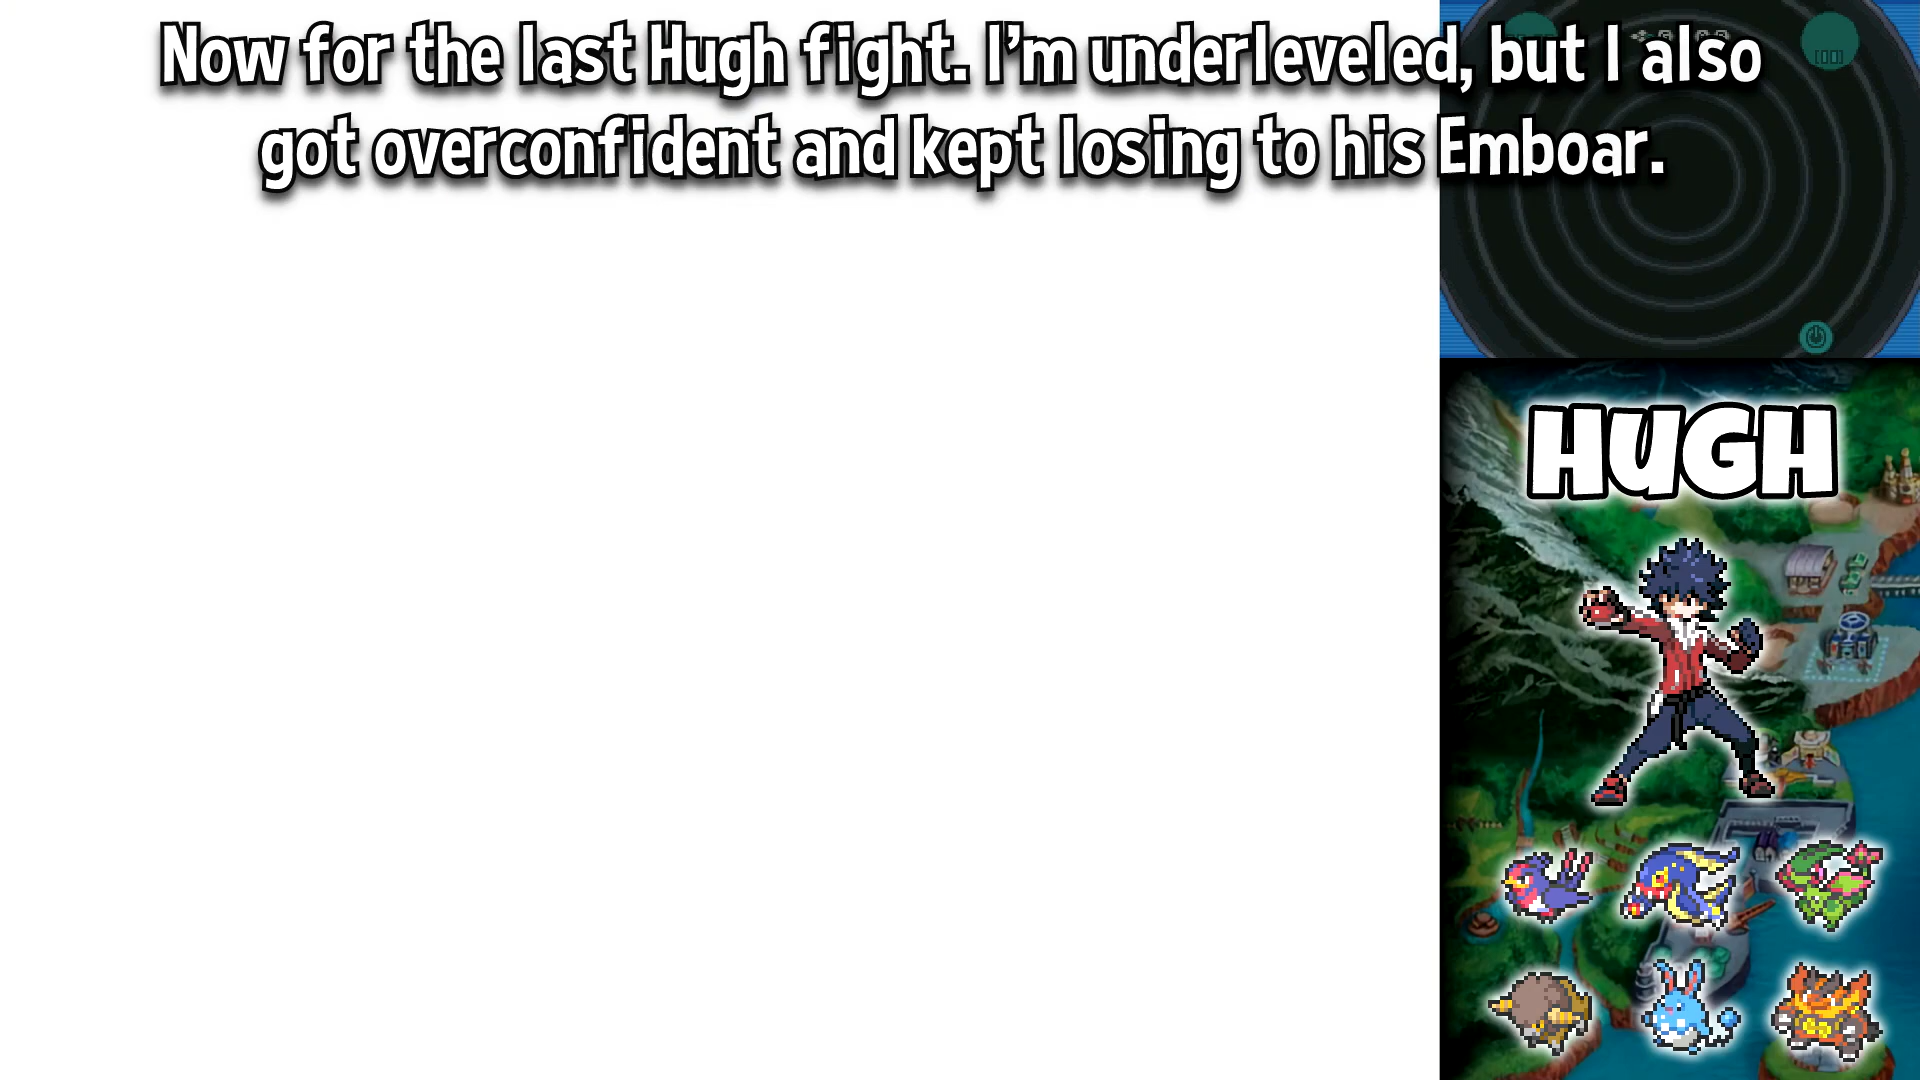 Now for the last Hugh fight. I'm underleveled, but I also
got overconfident and kept losing to his Emboar.
HUGH